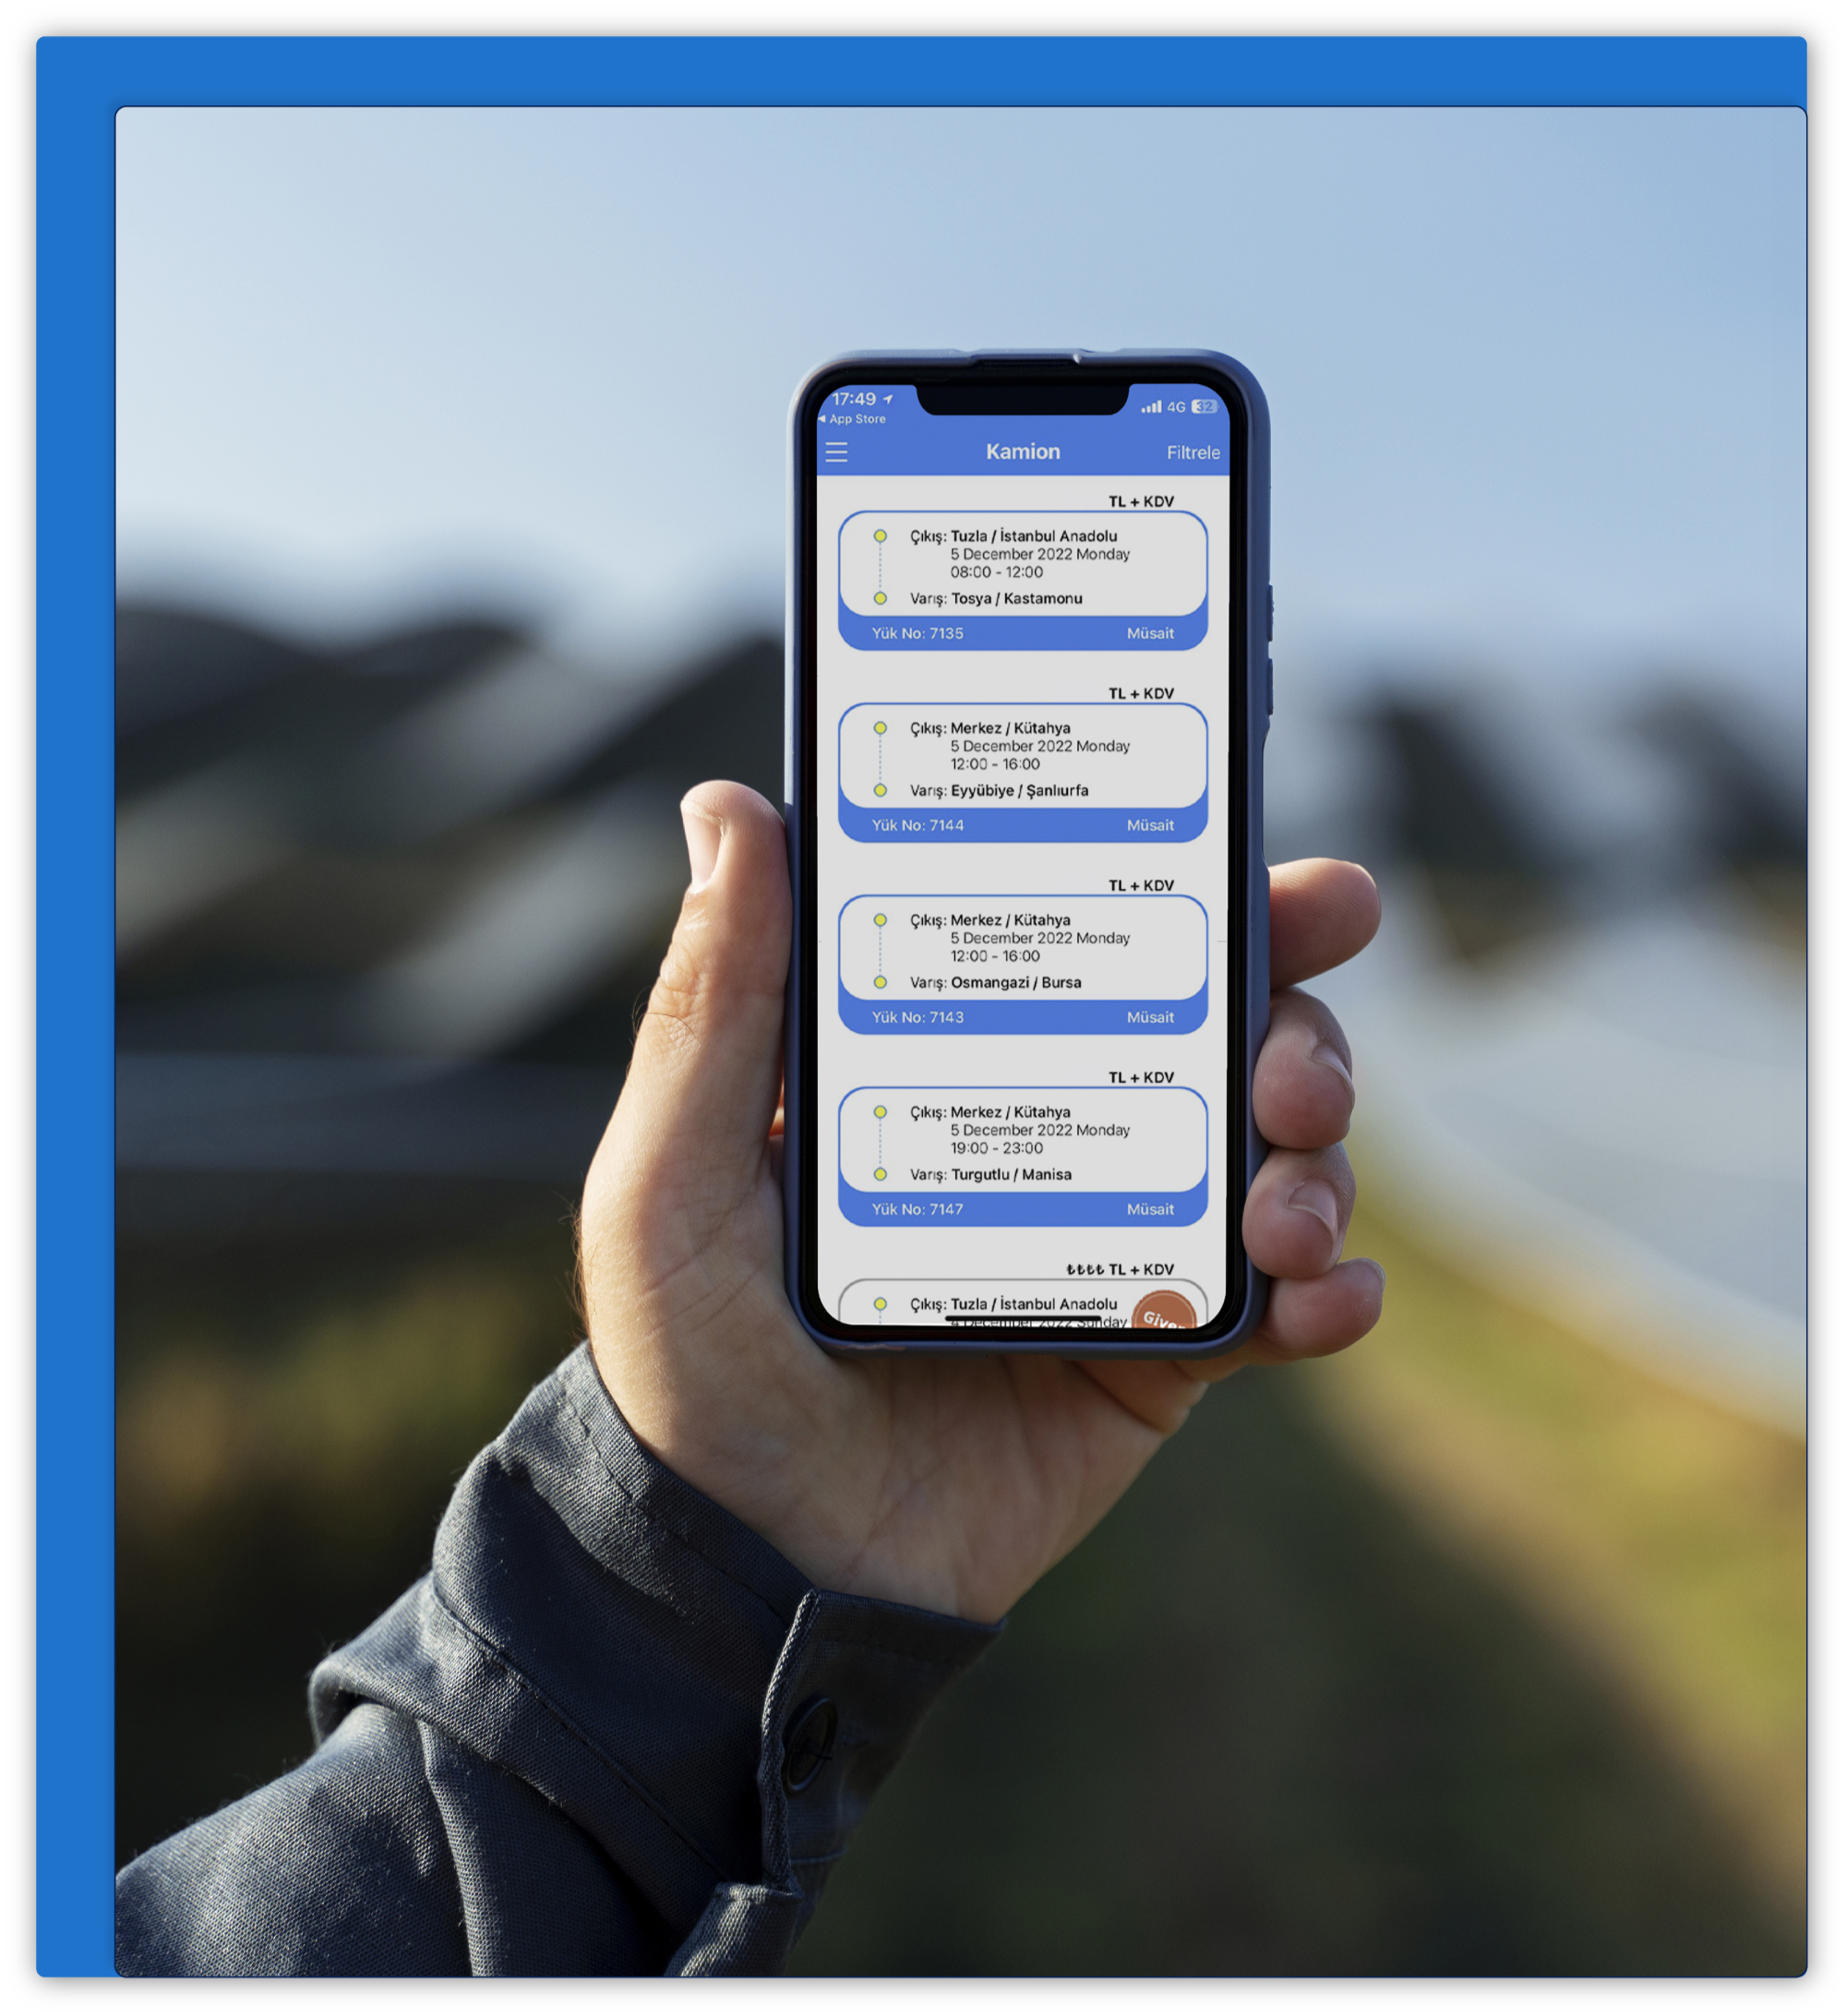 17:49
App Store
4G 32
Kamion
Filtrele
TL + KDV
Çıkış: Tuzla / İstanbul Anadolu
5 December 2022 Monday
08:00 - 12:00
Varış: Tosya / Kastamonu
Yük No: 7135 Müsait
TL + KDV
Çıkış: Merkez / Kütahya
5 December 2022 Monday
12:00 - 16:00
Varış: Eyyübiye / Şanlıurfa
Yük No: 7144 Müsait
TL + KDV
Çıkış: Merkez / Kütahya
5 December 2022 Monday
12:00 - 16:00
Varış: Osmangazi / Bursa
Yük No: 7143 Müsait
TL + KDV
Çıkış: Merkez / Kütahya
5 December 2022 Monday
19:00 - 23:00
Varış: Turgutlu / Manisa
Yük No: 7147 Müsait
₺₺₺₺ TL + KDV
Çıkış: Tuzla / İstanbul Anadolu
4 December 2022 Sunday